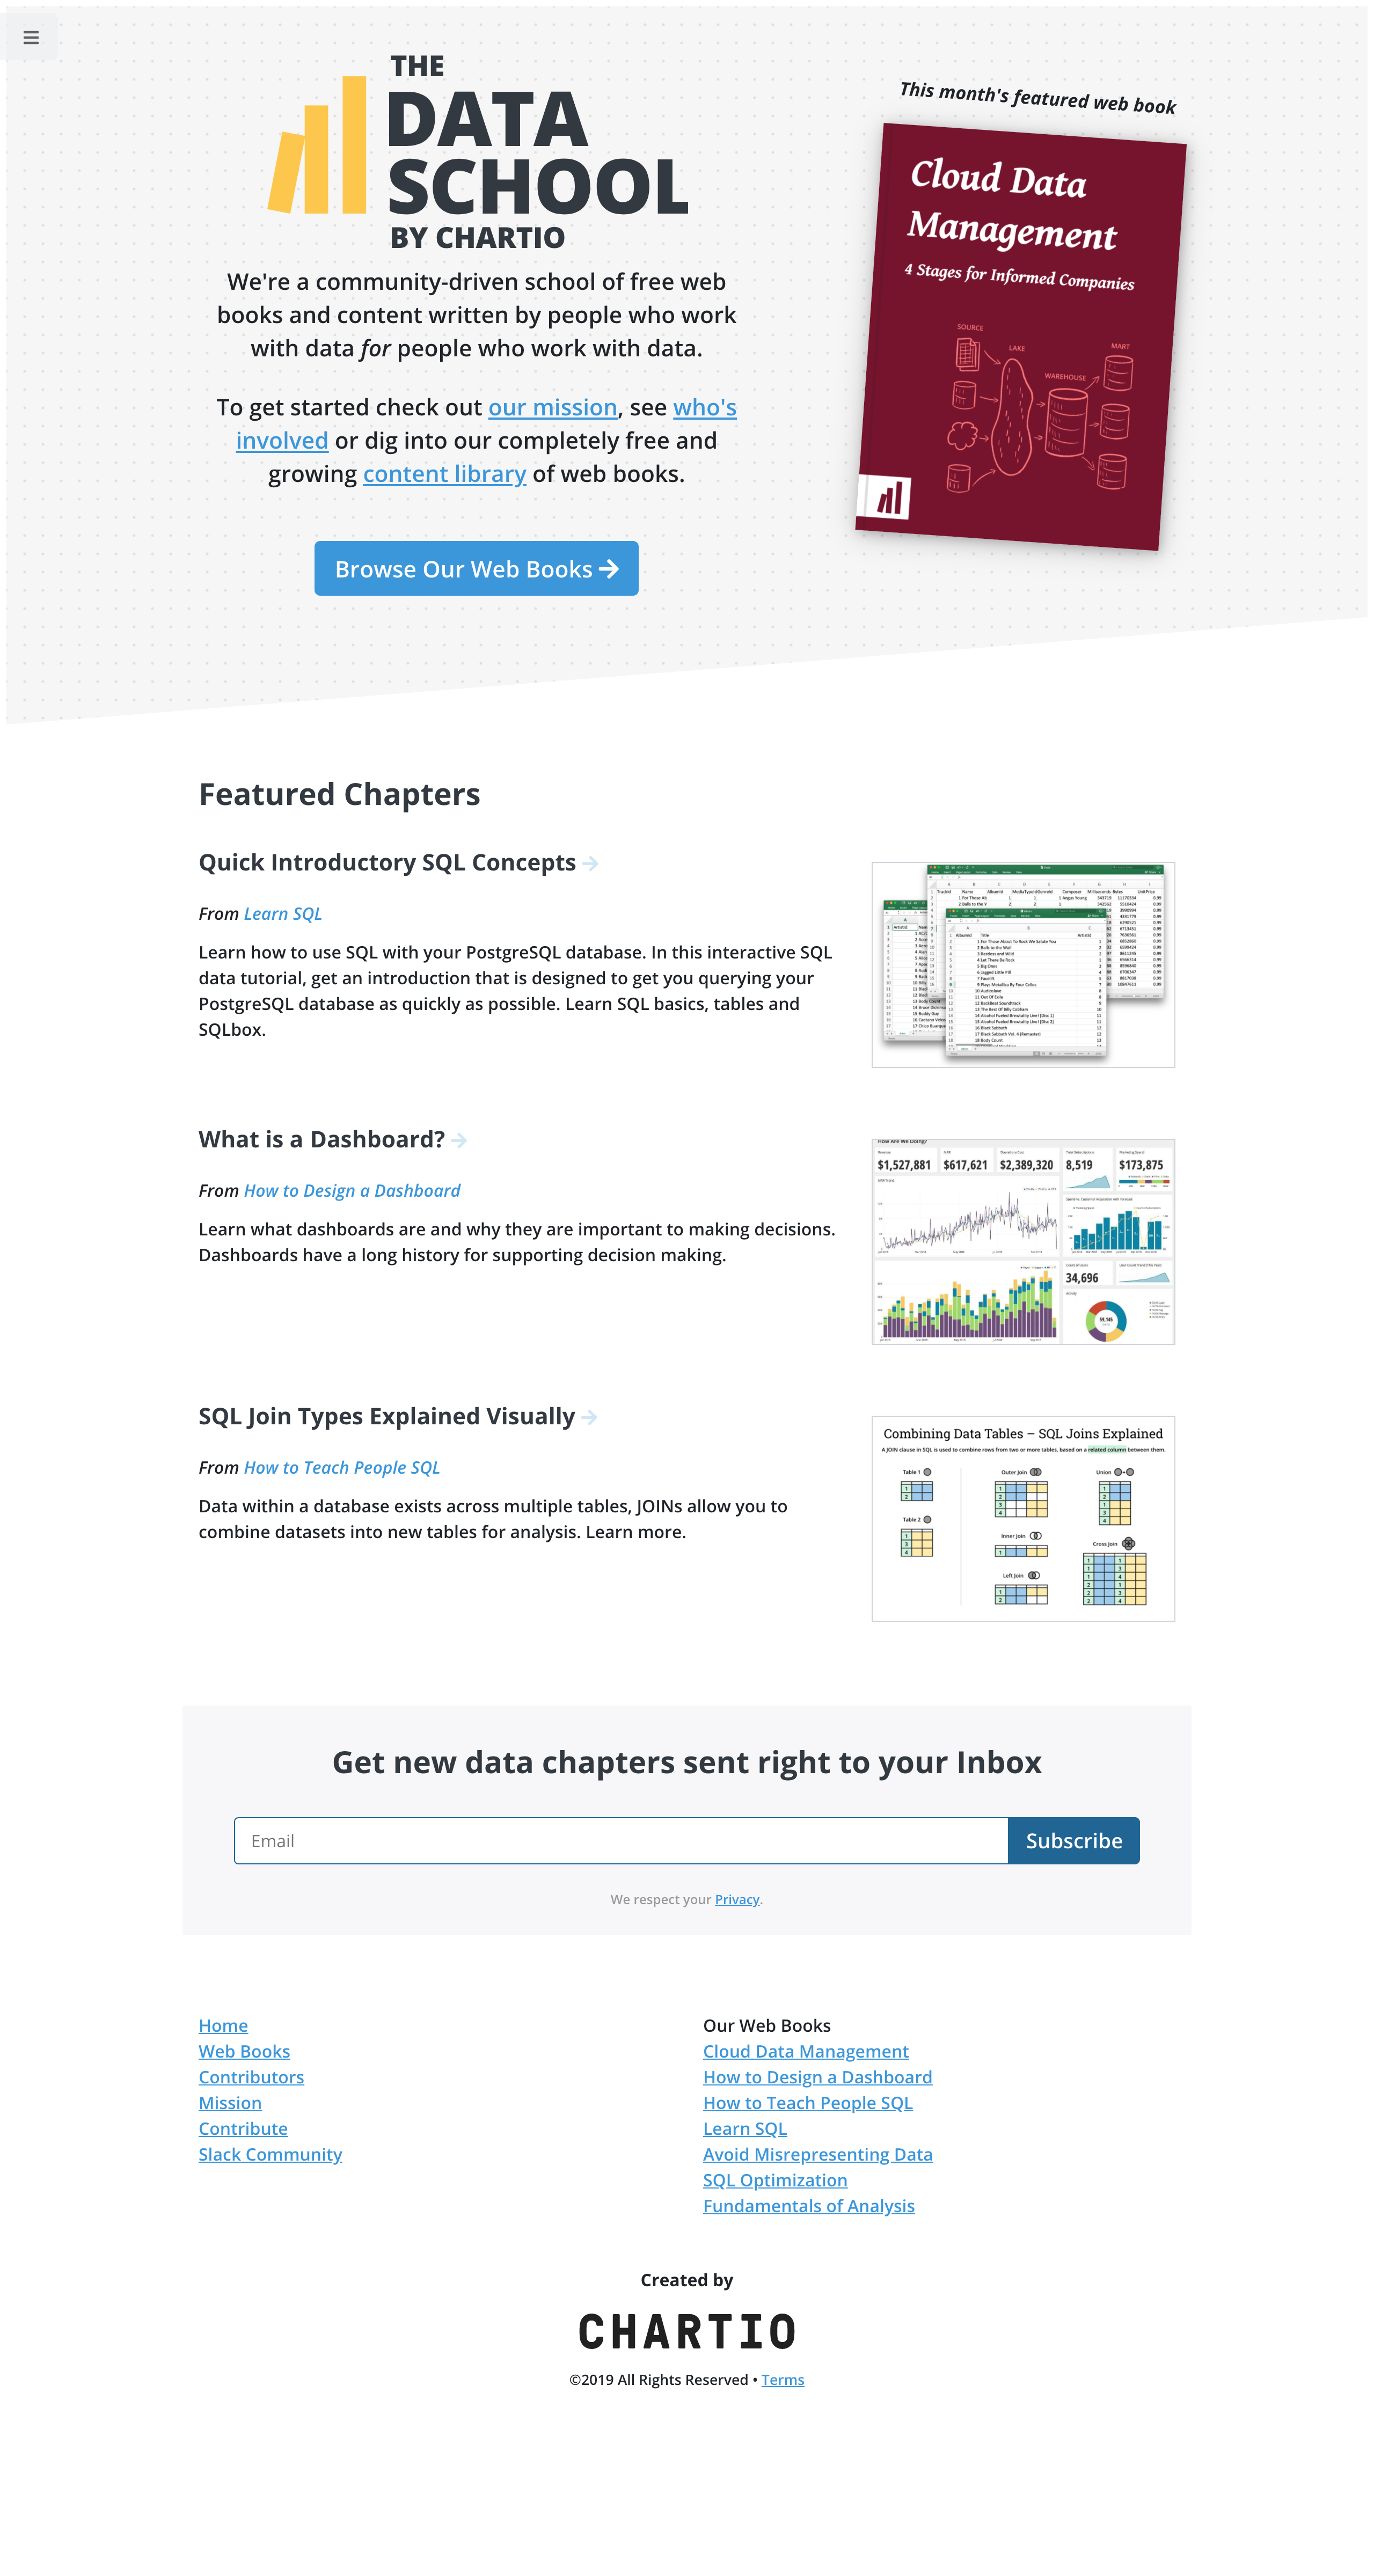 THE
DATA
SCHOOL
BY CHARTIO
We're a community-driven school of free web
books and content written by people who work
with data for people who work with data.
To get started check out our mission, see who's
involved or dig into our completely free and
growing content library of web books.
Browse Our Web Books
This month's featured web book
Cloud Data
Management
4 Stages for Informed Companies
SOURCE
LAKE
WAREHOUSE
MART
Featured Chapters
Quick Introductory SQL Concepts
From Learn SQL
Learn how to use SQL with your PostgreSQL database. In this interactive SQL
data tutorial, get an introduction that is designed to get you querying your
PostgreSQL database as quickly as possible. Learn SQL basics, tables and
SQLbox.
What is a Dashboard?
From How to Design a Dashboard
Learn what dashboards are and why they are important to making decisions.
Dashboards have a long history for supporting decision making.
How Are We Doing?
$1,527,881 $617,621 $2,389,320 8,519 $173,875
34,696
SQL Join Types Explained Visually
From How to Teach People SQL
Data within a database exists across multiple tables, JOINs allow you to
combine datasets into new tables for analysis. Learn more.
Combining Data Tables – SQL Joins Explained
A JOIN clause in SQL is used to combine rows from two or more tables, based on a related column between them.
Table 1
Table 2
Outer Join
Inner Join
Left Join
Union
Cross Join
Get new data chapters sent right to your Inbox
Email
Subscribe
We respect your Privacy.
Home
Web Books
Contributors
Mission
Contribute
Slack Community
Our Web Books
Cloud Data Management
How to Design a Dashboard
How to Teach People SQL
Learn SQL
Avoid Misrepresenting Data
SQL Optimization
Fundamentals of Analysis
Created by
CHARTIO
©2019 All Rights Reserved • Terms